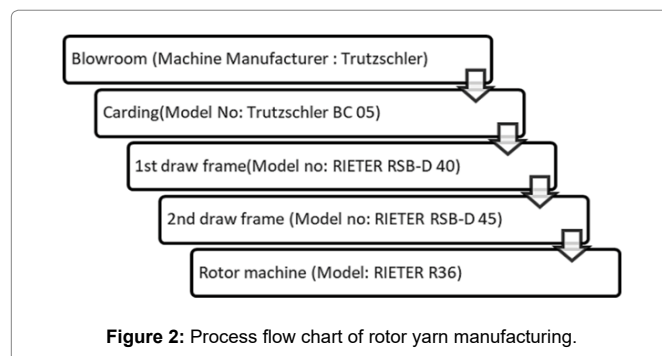 Blowroom (Machine Manufacturer : Trutzschler)
Carding(Model No: Trutzschler BC 05)
1st draw frame(Model no: RIETER RSB-D 40)
2nd draw frame (Model no: RIETER RSB-D 45)
Rotor machine (Model: RIETER R36)
Figure 2: Process flow chart of rotor yarn manufacturing.